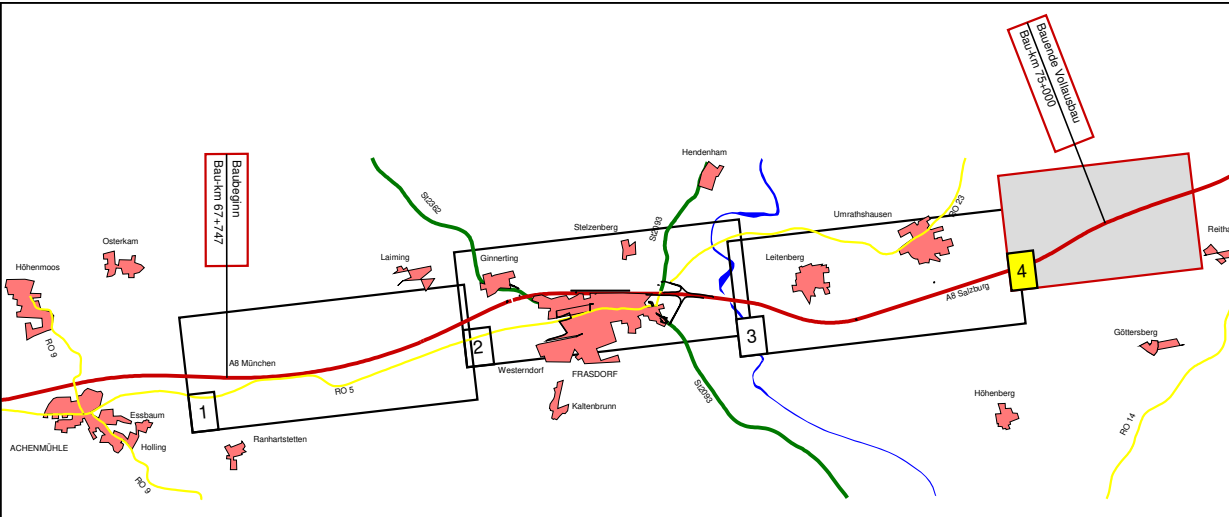 Bauende Vollausbau
Bau-km 75+000
Baubeginn
Bau-km 67+747
Hendenham
St2362
St2093
RO 23
Umrathshausen
Stelzenberg
Osterkam
Höhenmoos
Laiming
Ginnerting
Leitenberg
Reitha
4
A8 Salzburg
3
2
Göttersberg
RO 9
A8 München
Westerndorf
FRASDORF
RO 5
St2093
Kaltenbrunn
Höhenberg
1
Essbaum
RO 14
ACHENMÜHLE
Holling
Ranhartstetten
RO 9